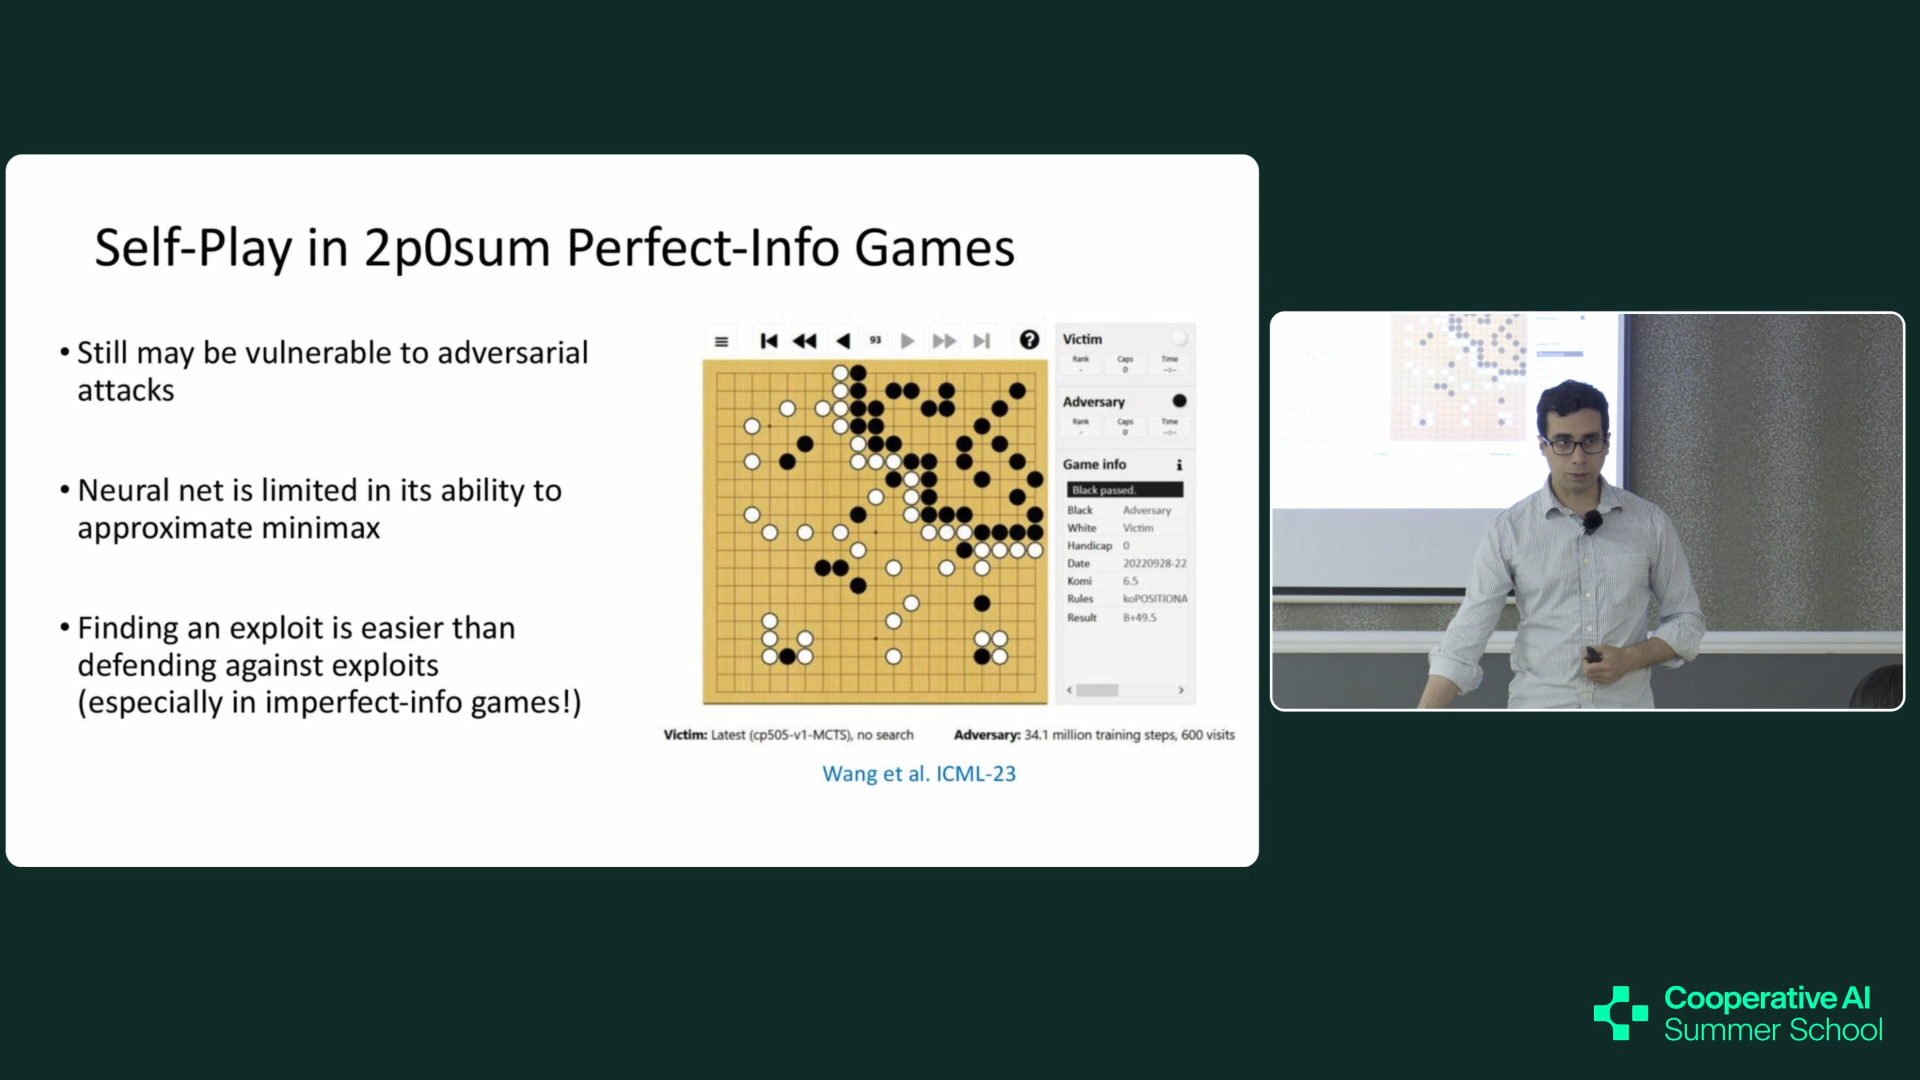 Self-Play in 2p0sum Perfect-Info Games
• Still may be vulnerable to adversarial
attacks
• Neural net is limited in its ability to
approximate minimax
• Finding an exploit is easier than
defending against exploits
(especially in imperfect-info games!)
93
?
Victim
Rank Caps Time
- 0 --:--
Adversary
Rank Caps Time
- 0 --:--
Game info i
Black passed.
Black Adversary
White Victim
Handicap 0
Date 20220928-22
Komi 6.5
Rules koPOSITIONA
Result B+49.5
Victim: Latest (cp505-v1-MCTS), no search Adversary: 34.1 million training steps, 600 visits
Wang et al. ICML-23
Cooperative AI
Summer School